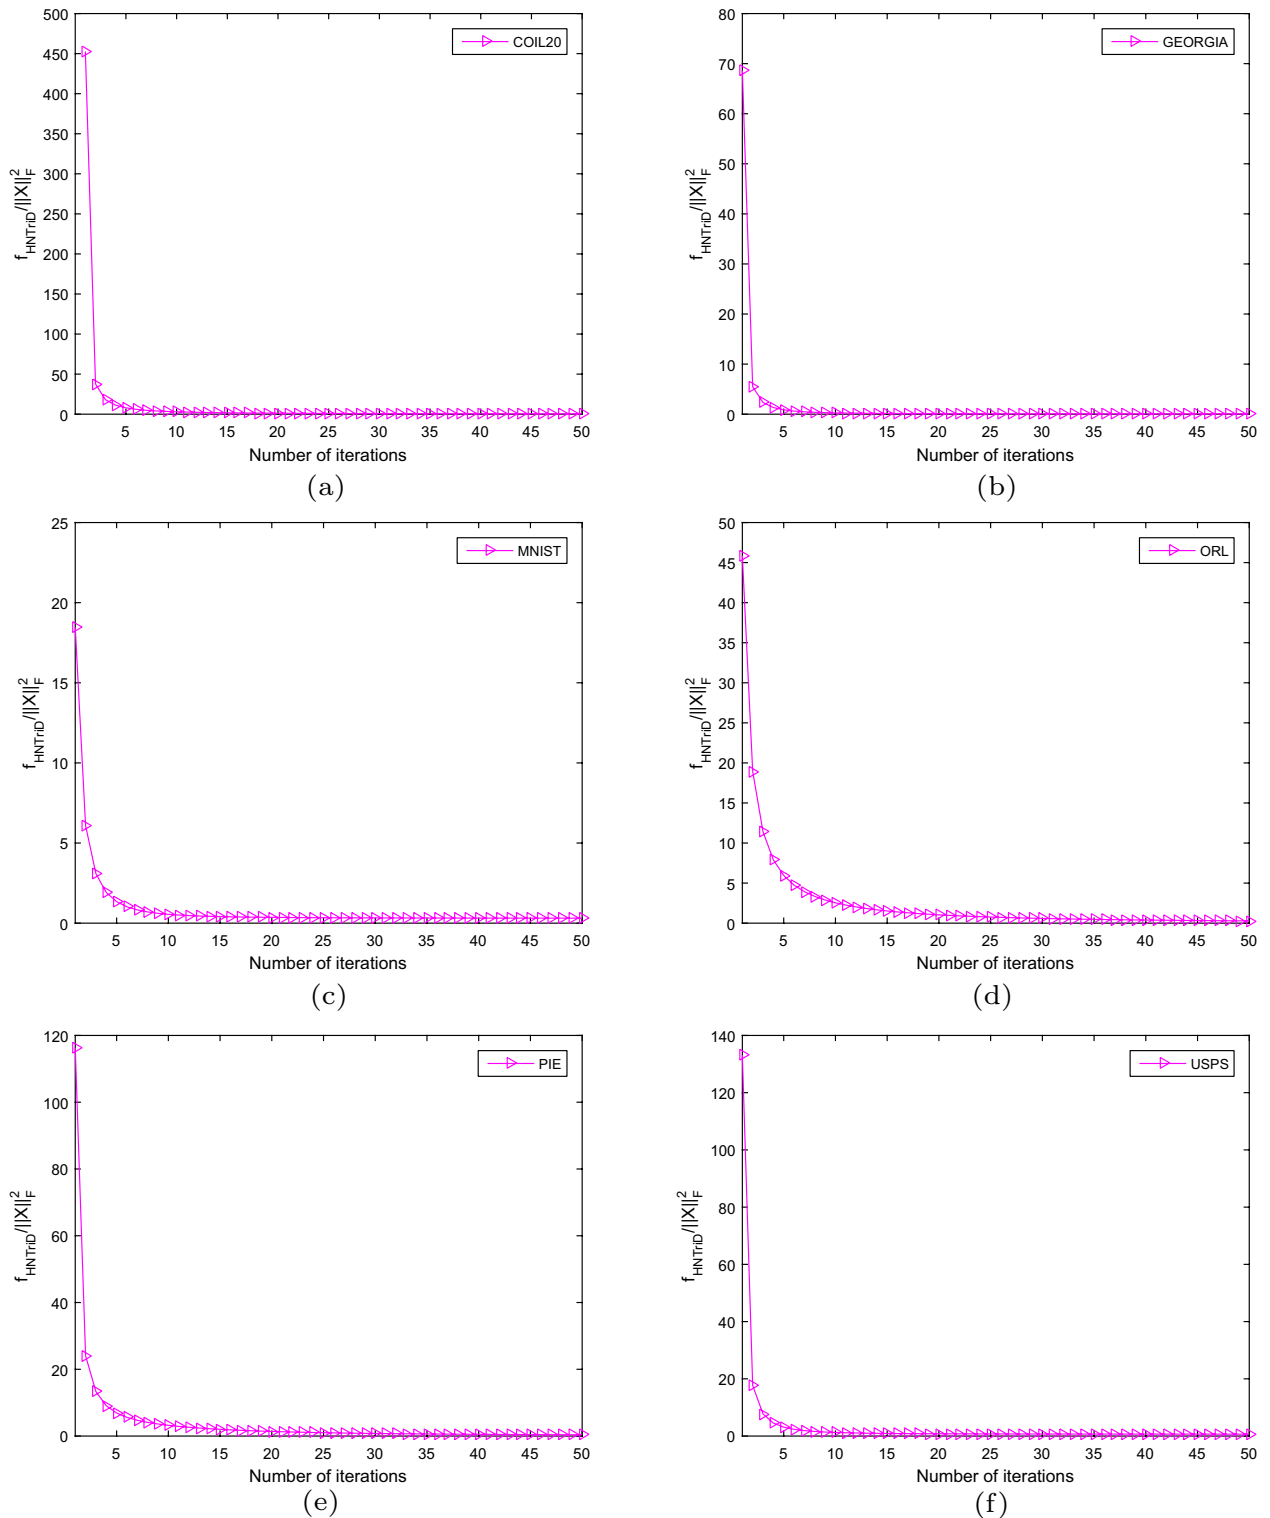 500
450
400
350
300
250
200
150
100
50
0
f_HNTriD/||X||_F^2
COIL20
5 10 15 20 25 30 35 40 45 50
Number of iterations
(a)
80
70
60
50
40
30
20
10
0
f_HNTriD/||X||_F^2
GEORGIA
5 10 15 20 25 30 35 40 45 50
Number of iterations
(b)
25
20
15
10
5
0
f_HNTriD/||X||_F^2
MNIST
5 10 15 20 25 30 35 40 45 50
Number of iterations
(c)
50
45
40
35
30
25
20
15
10
5
0
f_HNTriD/||X||_F^2
ORL
5 10 15 20 25 30 35 40 45 50
Number of iterations
(d)
120
100
80
60
40
20
0
f_HNTriD/||X||_F^2
PIE
5 10 15 20 25 30 35 40 45 50
Number of iterations
(e)
140
120
100
80
60
40
20
0
f_HNTriD/||X||_F^2
USPS
5 10 15 20 25 30 35 40 45 50
Number of iterations
(f)